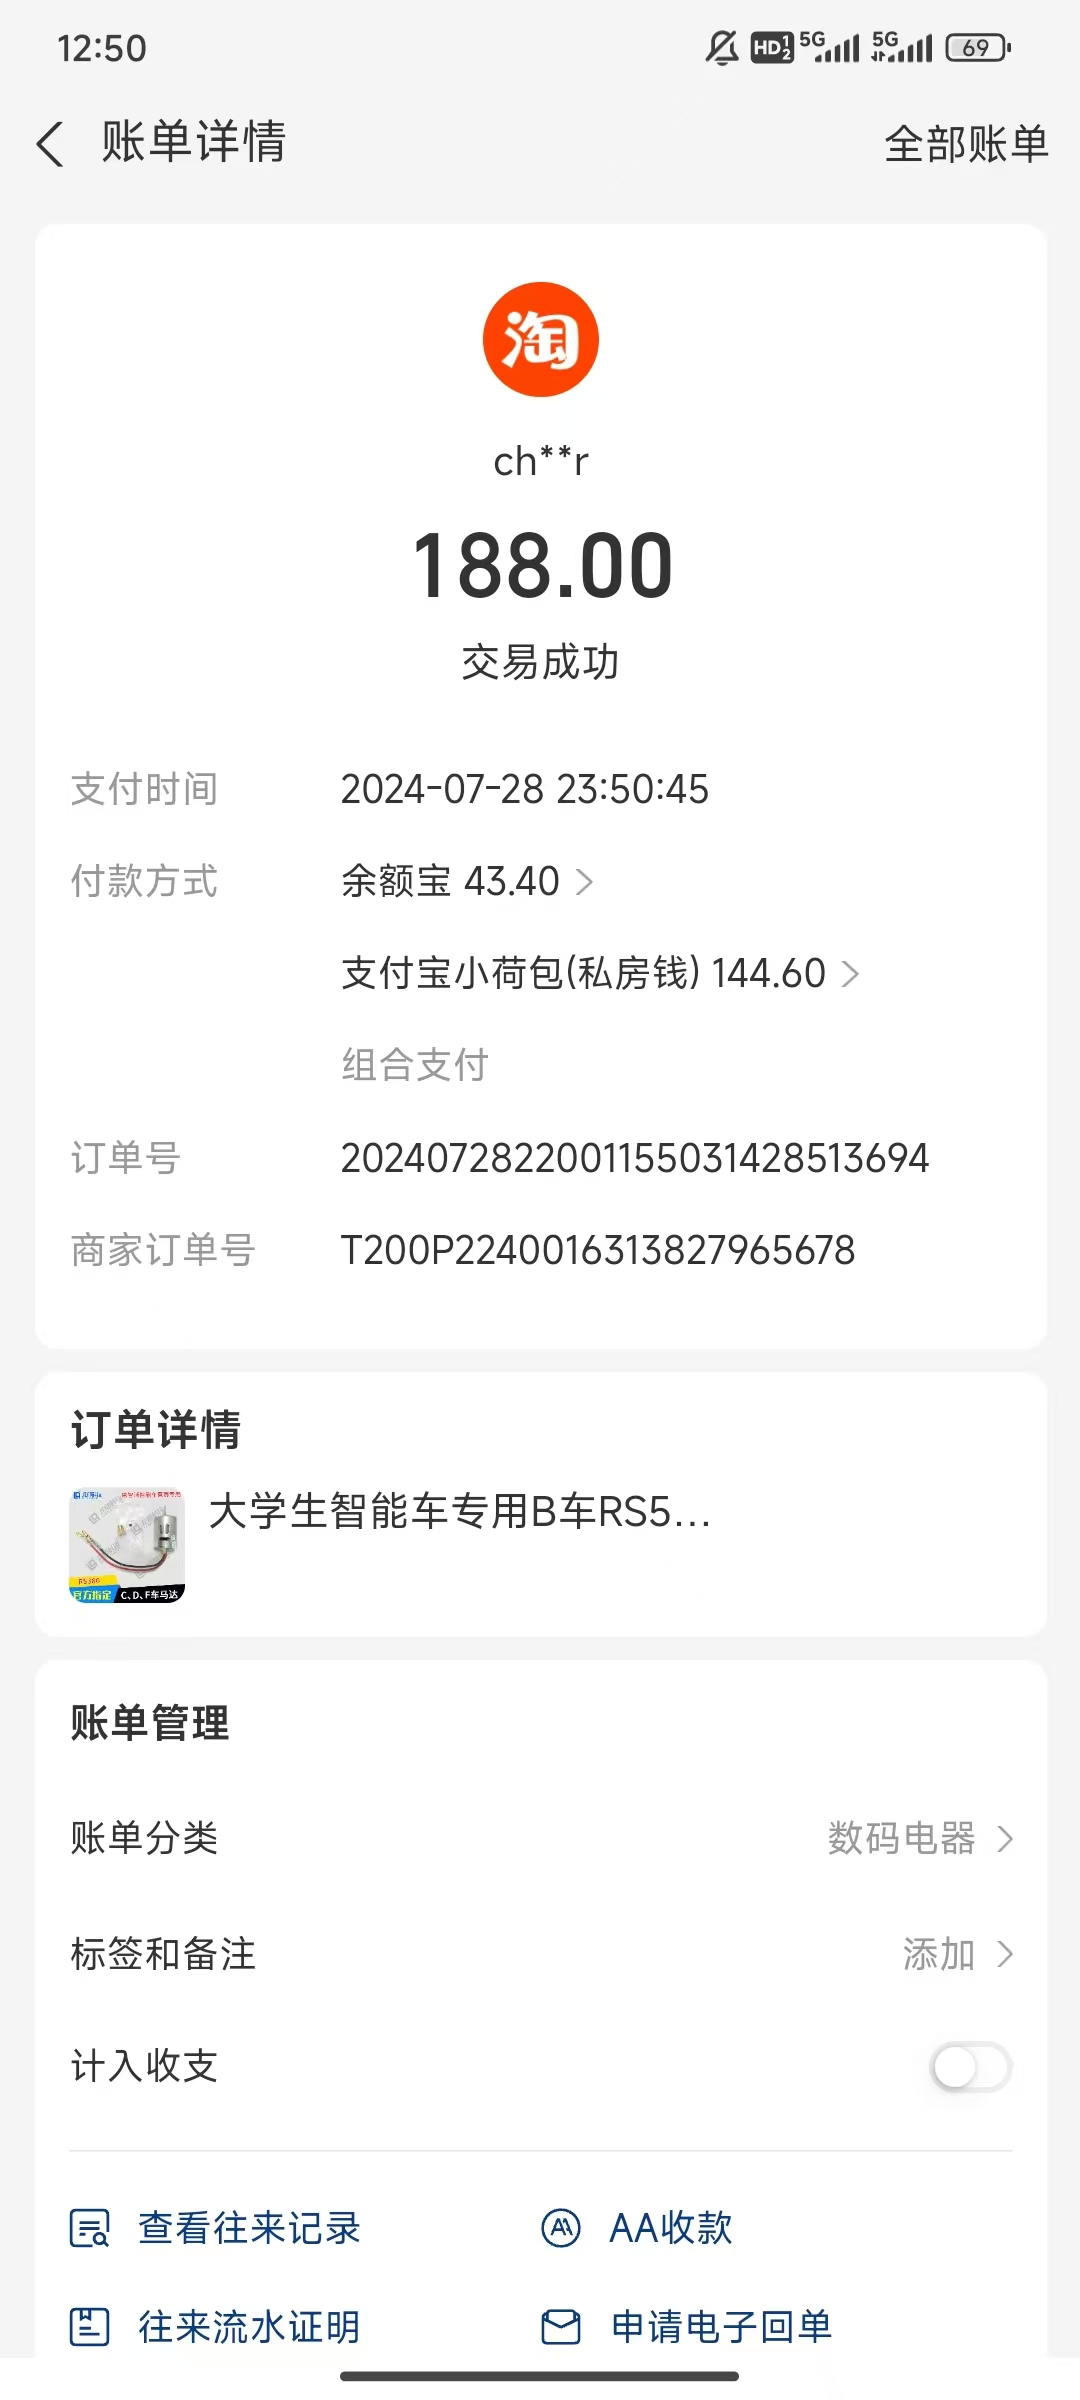 12:50
HD 1 2 5G 5G 69
账单详情
全部账单
淘
ch**r
188.00
交易成功
支付时间 2024-07-28 23:50:45
付款方式 余额宝 43.40
支付宝小荷包(私房钱) 144.60
组合支付
订单号 2024072822001155031428513694
商家订单号 T200P2240016313827965678
订单详情
大学生智能车专用B车RS5...
RS380
官方指定 C、D、F车马达
账单管理
账单分类 数码电器
标签和备注 添加
计入收支
查看往来记录 AA收款
往来流水证明 申请电子回单